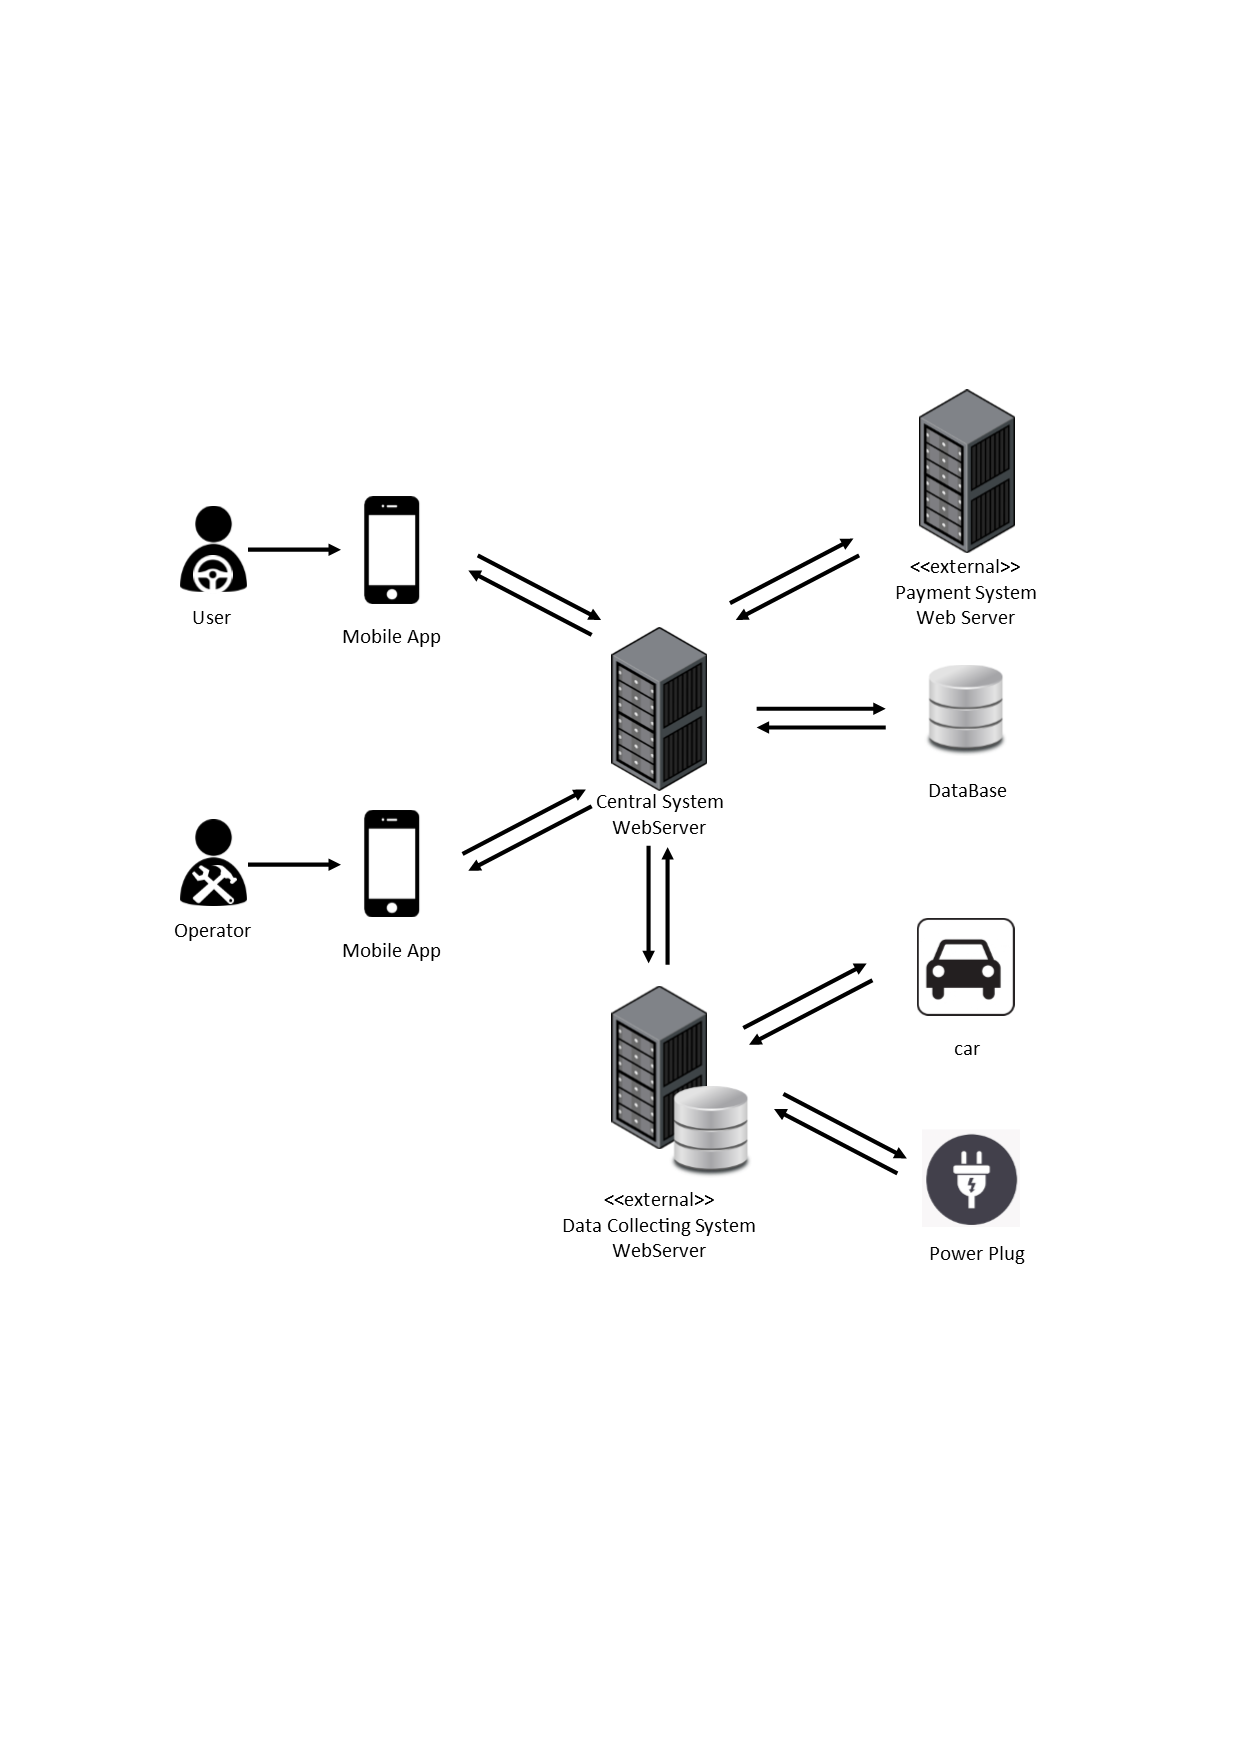 <<external>>
Payment System
Web Server
User
Mobile App
DataBase
Central System
WebServer
Operator
Mobile App
car
<<external>>
Data Collecting System
WebServer
Power Plug